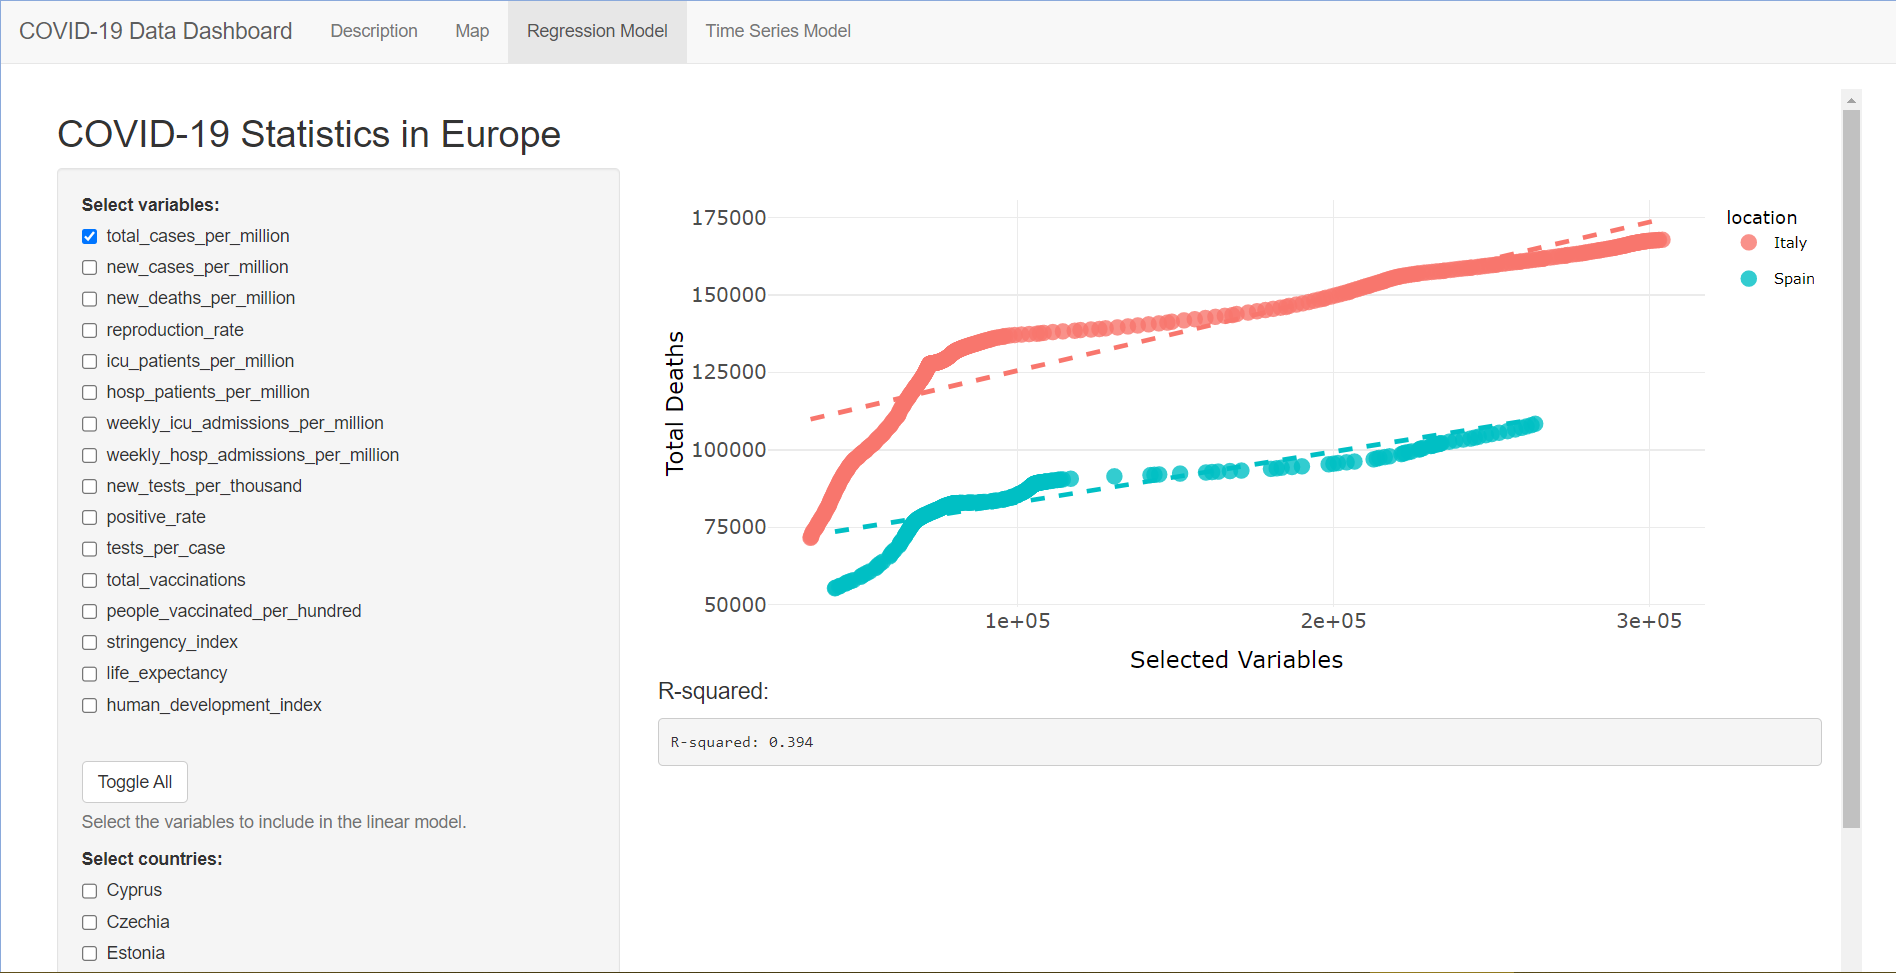 COVID-19 Data Dashboard Description Map Regression Model Time Series Model
COVID-19 Statistics in Europe
Select variables:
total_cases_per_million
new_cases_per_million
new_deaths_per_million
reproduction_rate
icu_patients_per_million
hosp_patients_per_million
weekly_icu_admissions_per_million
weekly_hosp_admissions_per_million
new_tests_per_thousand
positive_rate
tests_per_case
total_vaccinations
people_vaccinated_per_hundred
stringency_index
life_expectancy
human_development_index
Toggle All
Select the variables to include in the linear model.
Select countries:
Cyprus
Czechia
Estonia
Total Deaths
175000
150000
125000
100000
75000
50000
1e+05 2e+05 3e+05
Selected Variables
location
Italy
Spain
R-squared:
R-squared: 0.394